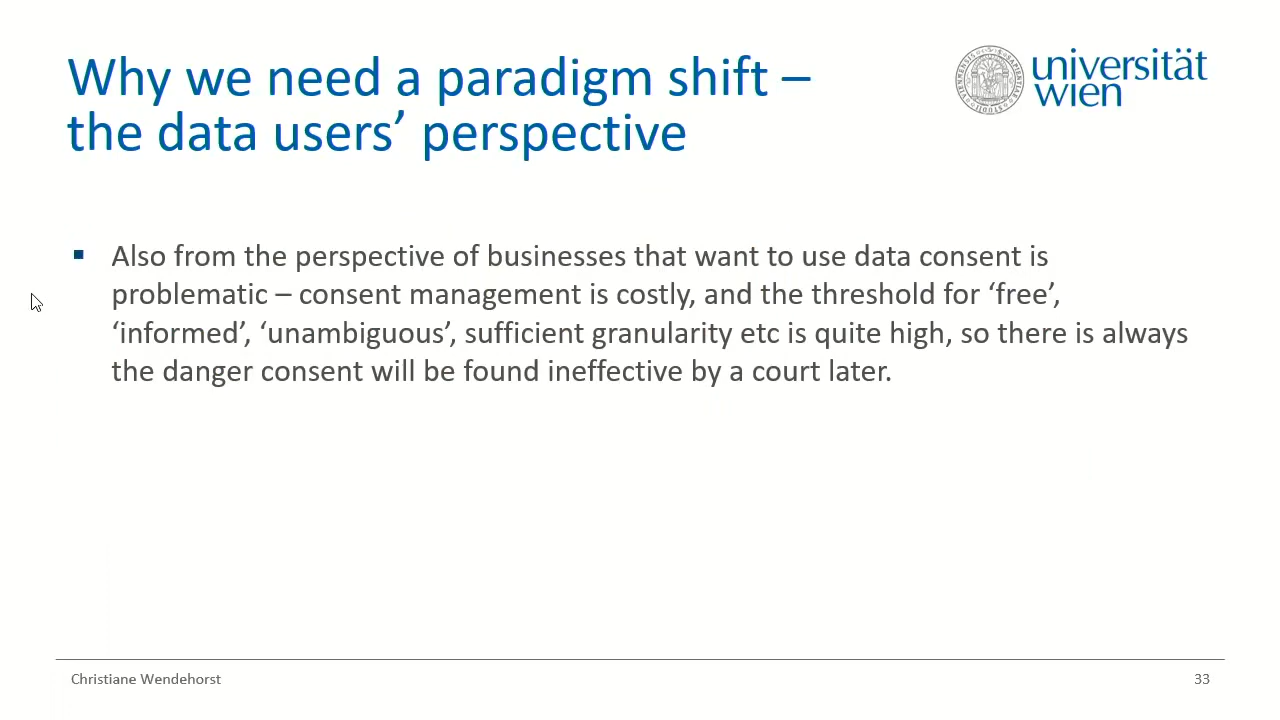 Why we need a paradigm shift –
the data users’ perspective
universität
wien
▪ Also from the perspective of businesses that want to use data consent is
problematic – consent management is costly, and the threshold for ‘free’,
‘informed’, ‘unambiguous’, sufficient granularity etc is quite high, so there is always
the danger consent will be found ineffective by a court later.
Christiane Wendehorst
33